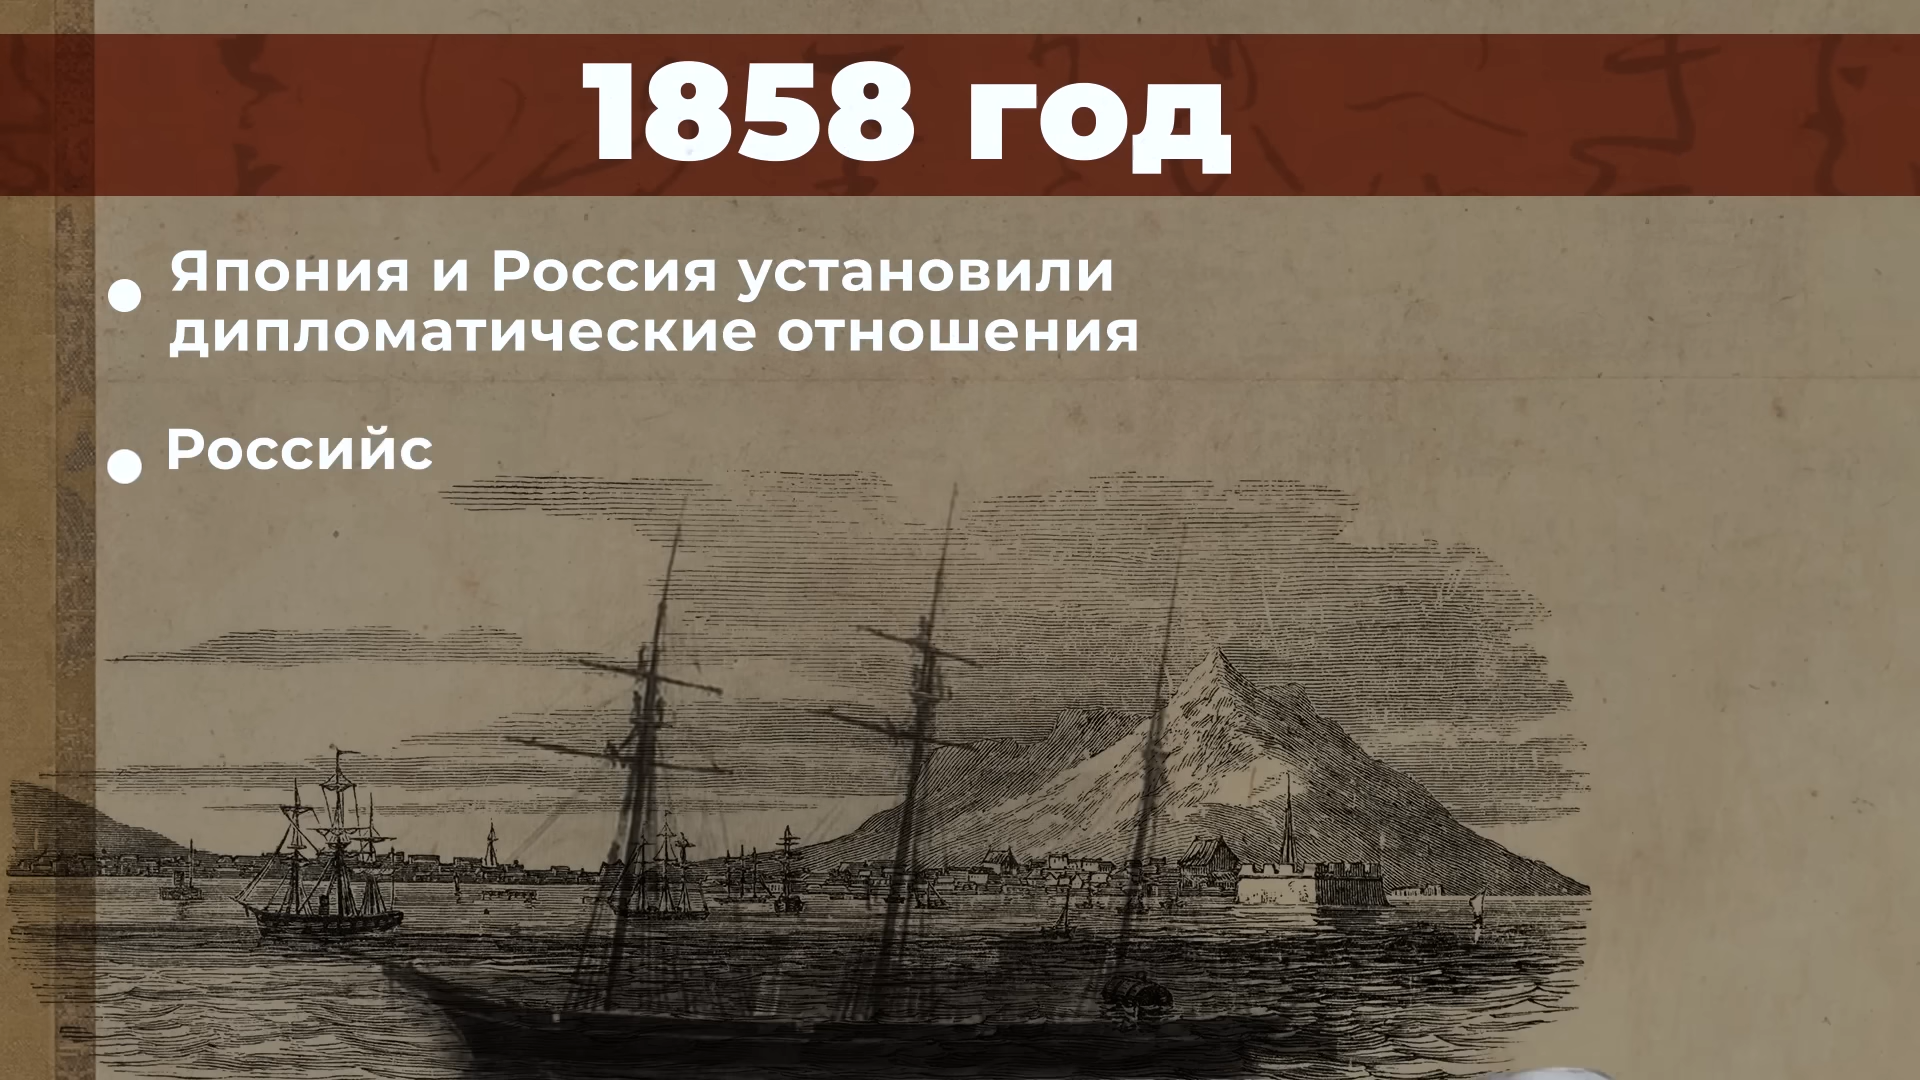 1858 год
Япония и Россия установили
дипломатические отношения
Российс